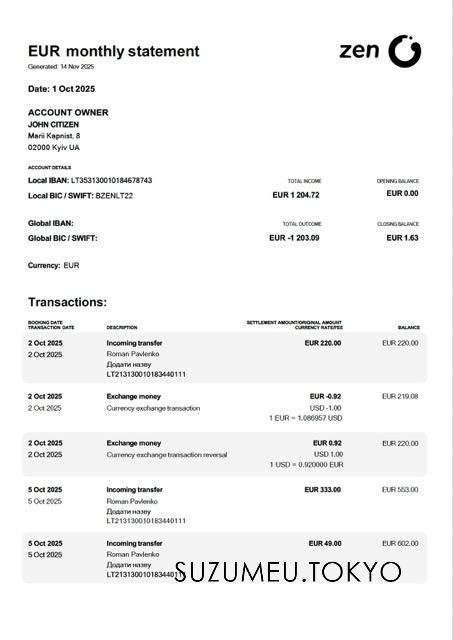 EUR monthly statement
zen
Generated: 14 Nov 2025
Date: 1 Oct 2025
ACCOUNT OWNER
JOHN CITIZEN
Marii Kapnist, 8
02000 Kyiv UA
ACCOUNT DETAILS
Local IBAN: LT353130010184678743
TOTAL INCOME
OPENING BALANCE
Local BIC / SWIFT: BZENLT22
EUR 1 204.72
EUR 0.00
Global IBAN:
TOTAL OUTCOME
CLOSING BALANCE
Global BIC / SWIFT:
EUR -1 203.09
EUR 1.63
Currency: EUR
Transactions:
BOOKING DATE
TRANSACTION DATE
DESCRIPTION
SETTLEMENT AMOUNT/ORIGINAL AMOUNT
CURRENCY RATE/FEE
BALANCE
2 Oct 2025 Incoming transfer EUR 220.00 EUR 220.00
2 Oct 2025 Roman Pavlenko
Додати назву
LT213130010183440111
2 Oct 2025 Exchange money EUR -0.92 EUR 219.08
2 Oct 2025 Currency exchange transaction USD -1.00
1 EUR = 1.086957 USD
2 Oct 2025 Exchange money EUR 0.92 EUR 220.00
2 Oct 2025 Currency exchange transaction reversal USD 1.00
1 USD = 0.920000 EUR
5 Oct 2025 Incoming transfer EUR 333.00 EUR 553.00
5 Oct 2025 Roman Pavlenko
Додати назву
LT213130010183440111
5 Oct 2025 Incoming transfer EUR 49.00 EUR 602.00
5 Oct 2025 Roman Pavlenko
Додати назву
LT213130010183440111
SUZUMEU.TOKYO